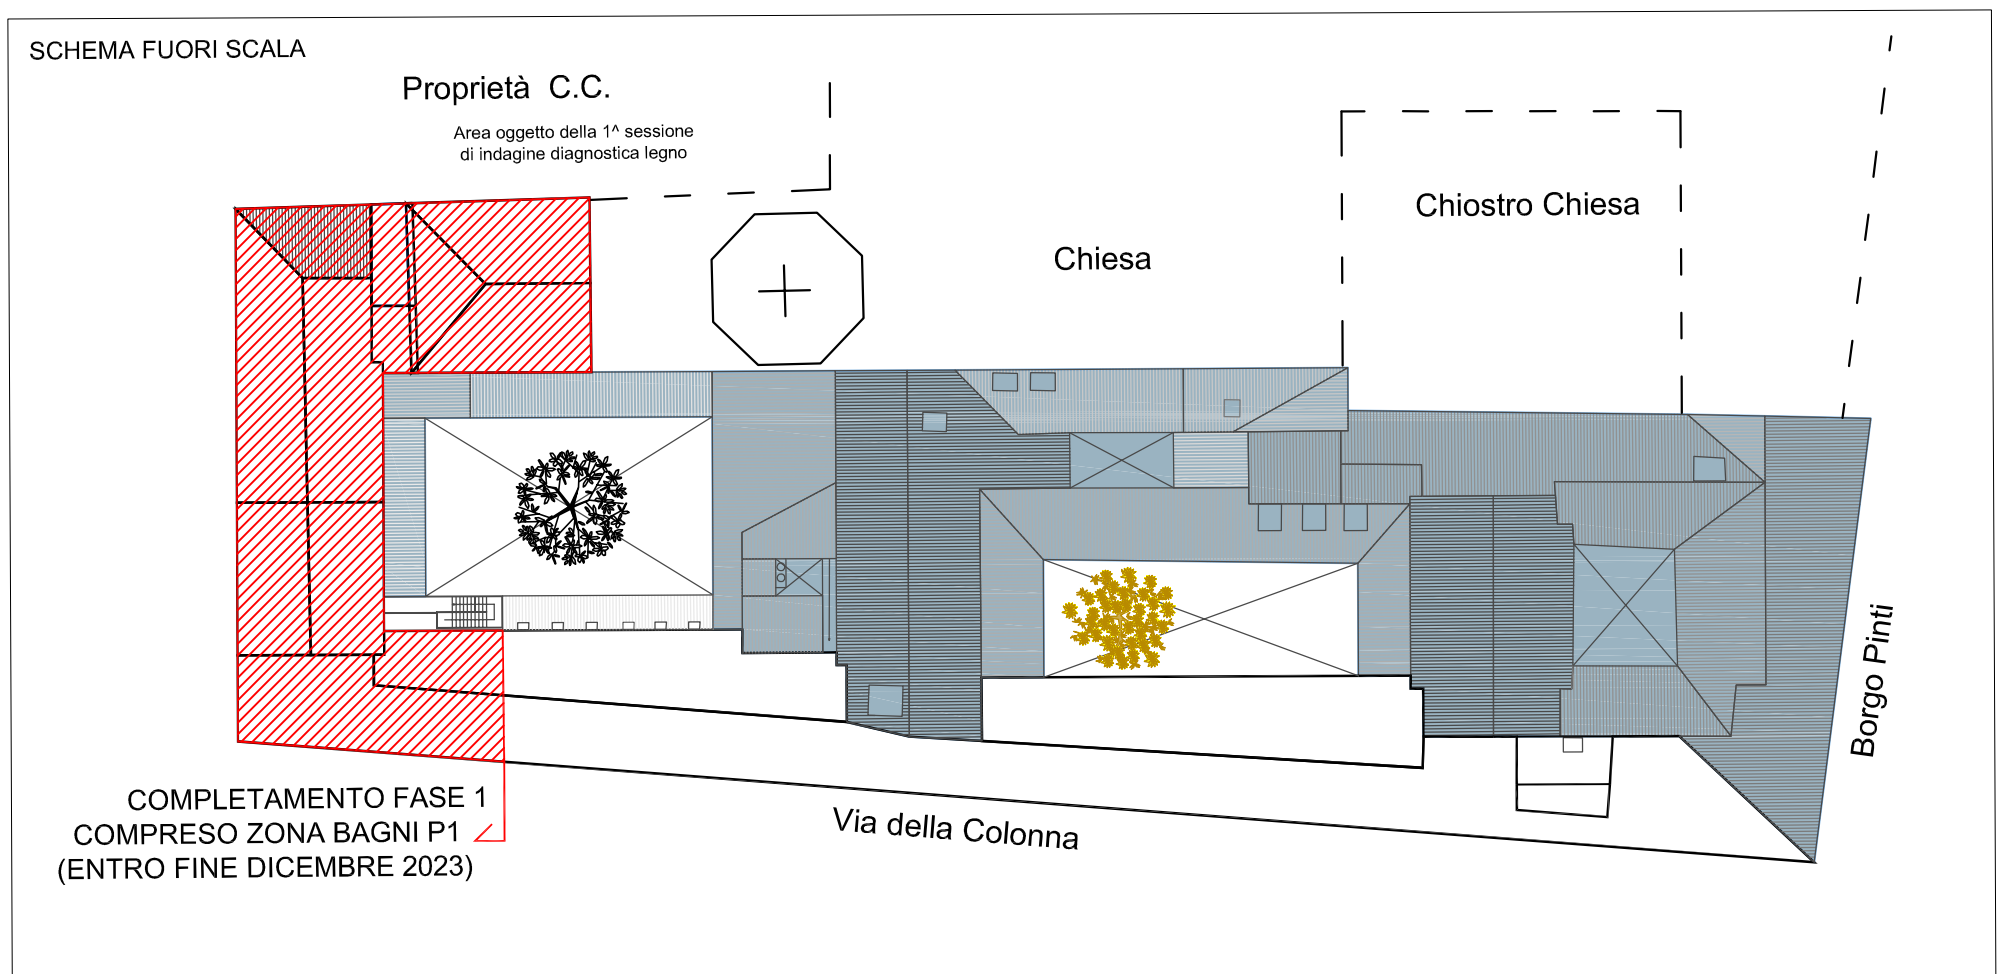 SCHEMA FUORI SCALA
Proprietà C.C.
Area oggetto della 1^ sessione
di indagine diagnostica legno
Chiostro Chiesa
Chiesa
Borgo Pinti
COMPLETAMENTO FASE 1
COMPRESO ZONA BAGNI P1
(ENTRO FINE DICEMBRE 2023)
Via della Colonna